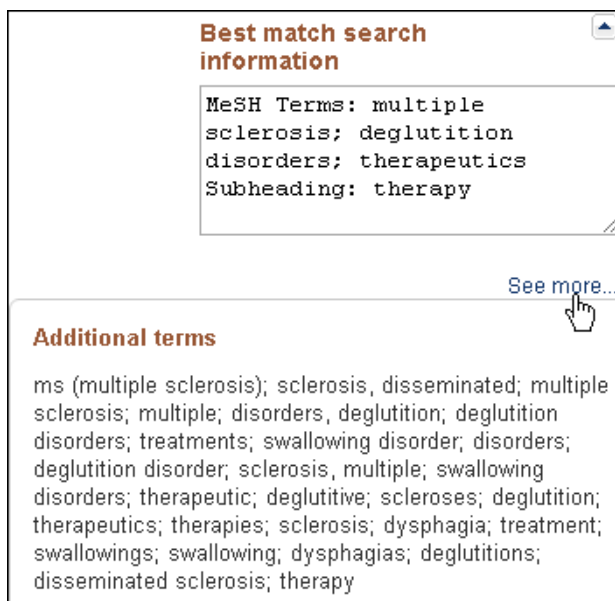 Best match search
information
MeSH Terms: multiple
sclerosis; deglutition
disorders; therapeutics
Subheading: therapy
See more...
Additional terms
ms (multiple sclerosis); sclerosis, disseminated; multiple
sclerosis; multiple; disorders, deglutition; deglutition
disorders; treatments; swallowing disorder; disorders;
deglutition disorder; sclerosis, multiple; swallowing
disorders; therapeutic; deglutitive; scleroses; deglutition;
therapeutics; therapies; sclerosis; dysphagia; treatment;
swallowings; swallowing; dysphagias; deglutitions;
disseminated sclerosis; therapy